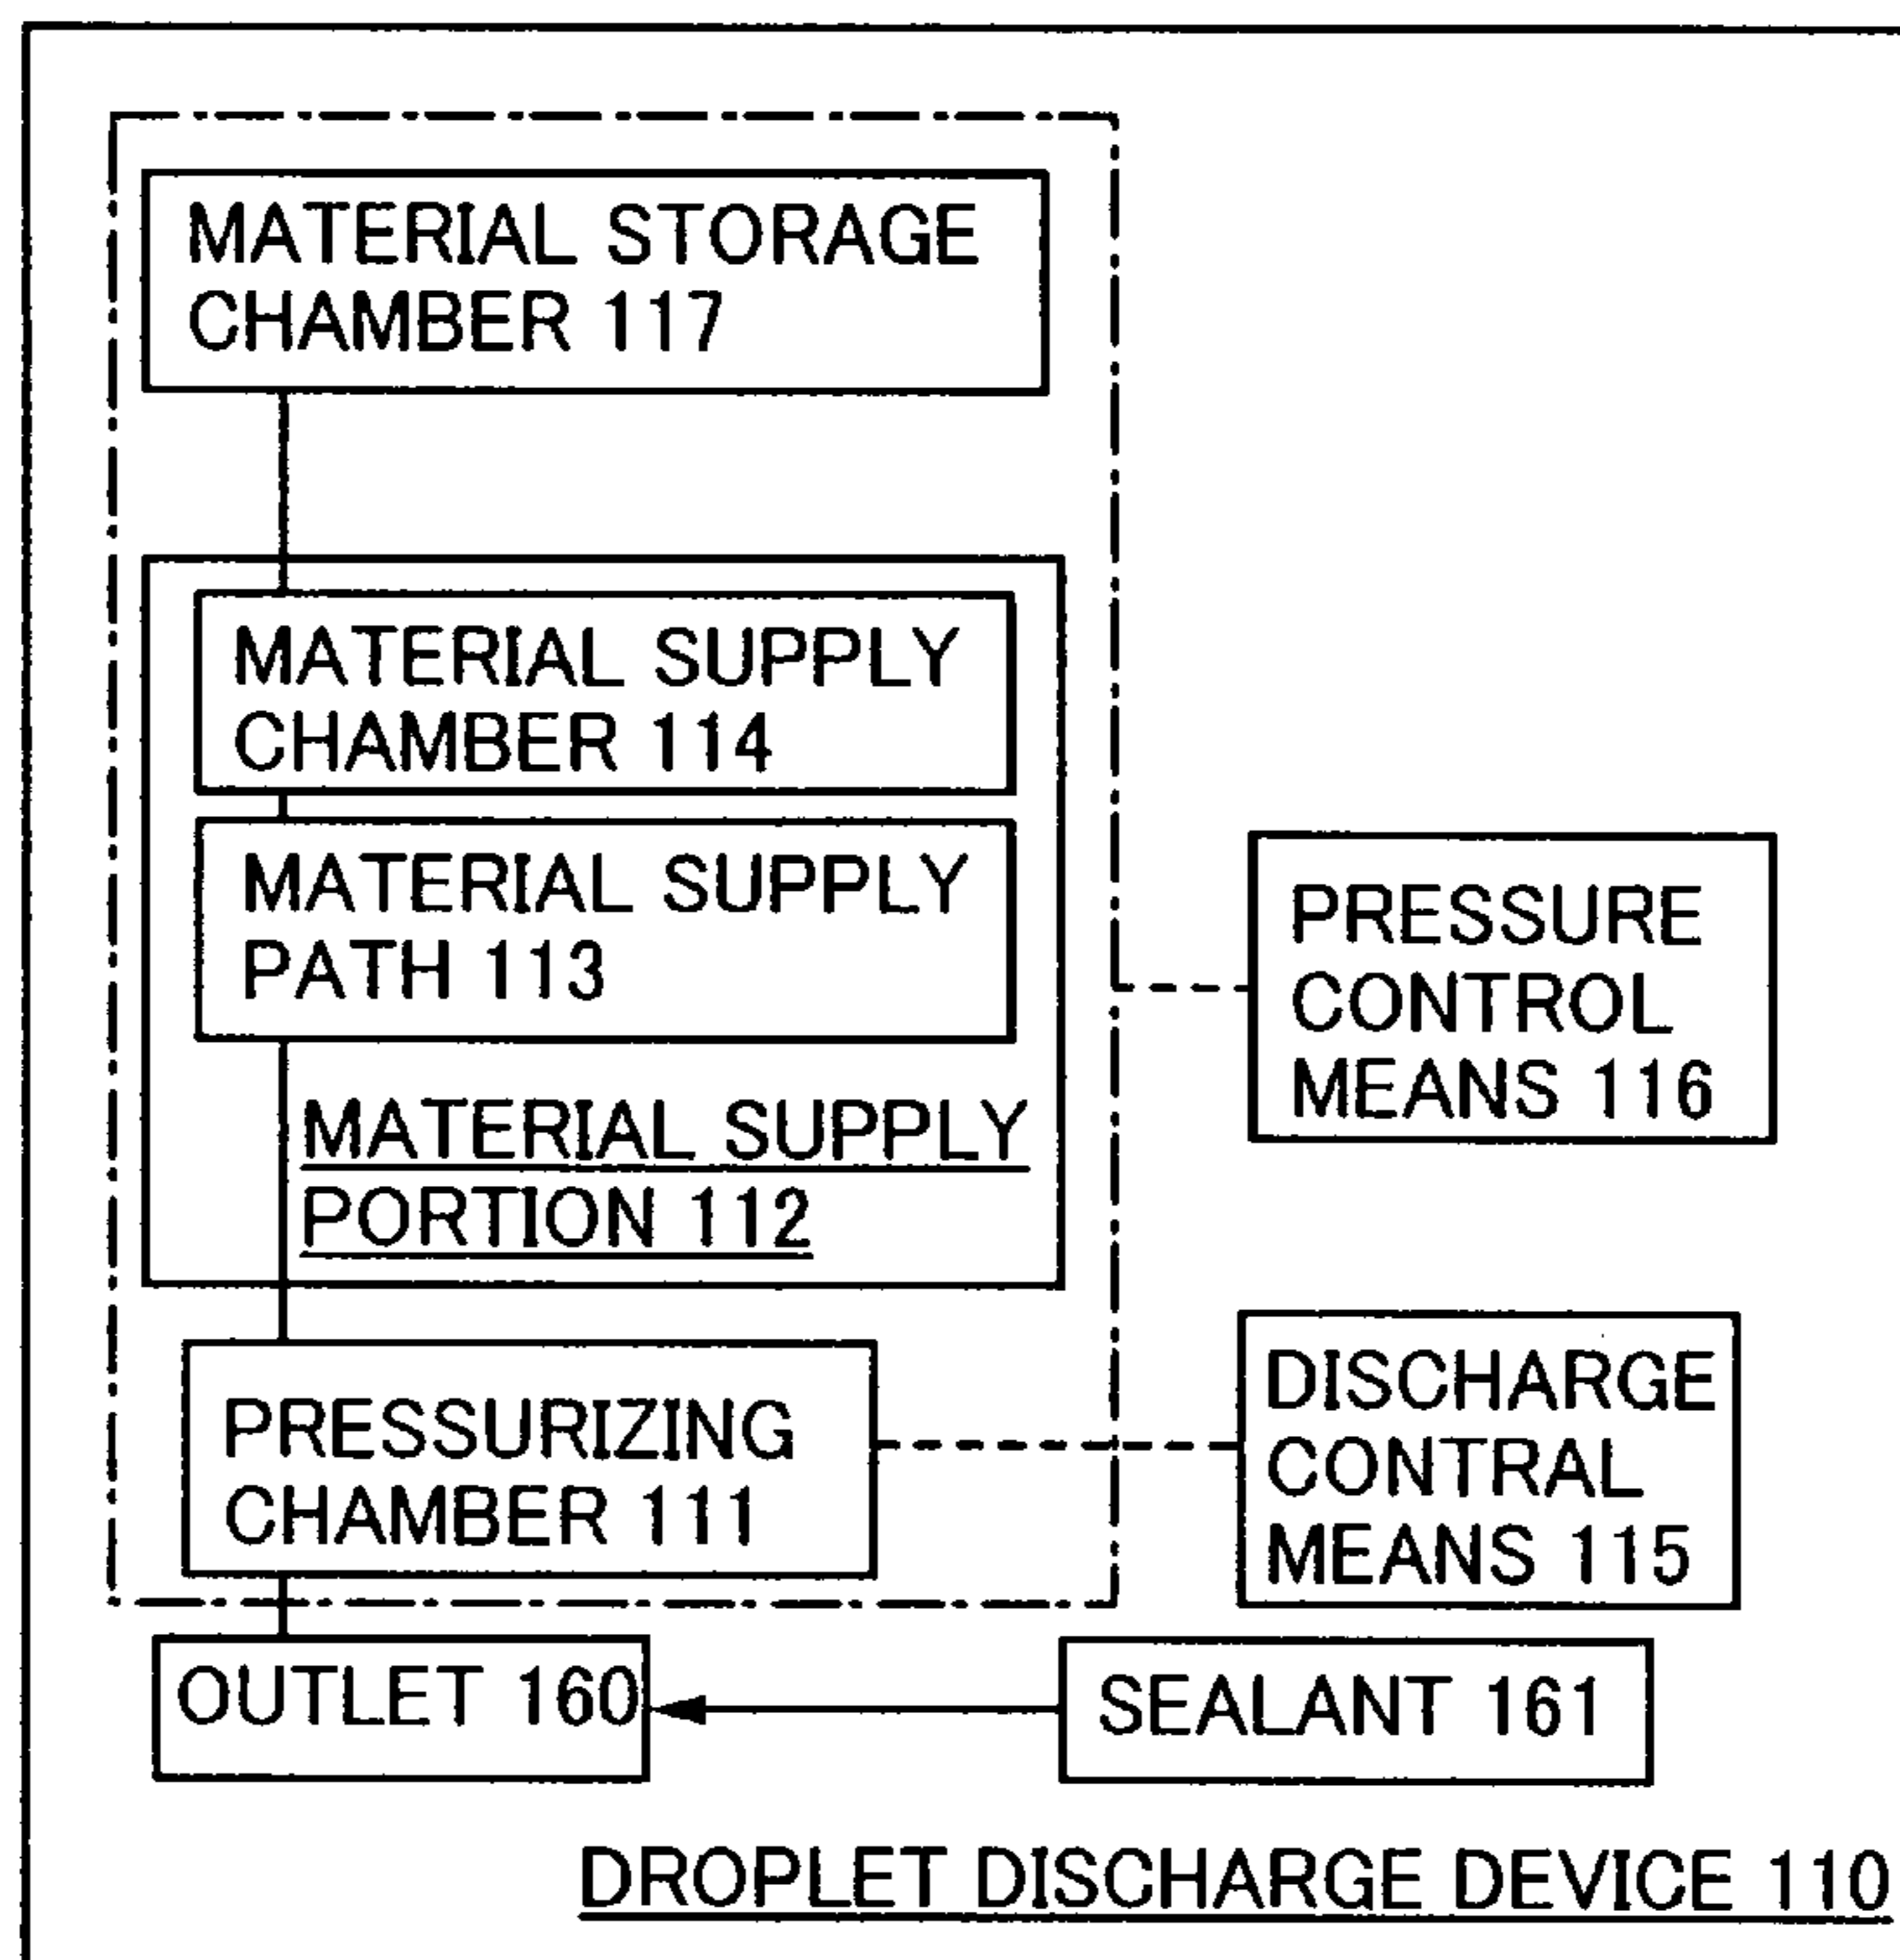 MATERIAL STORAGE
CHAMBER 117
MATERIAL SUPPLY
CHAMBER 114
MATERIAL SUPPLY
PATH 113
MATERIAL SUPPLY
PORTION 112
PRESSURE
CONTROL
MEANS 116
PRESSURIZING
CHAMBER 111
DISCHARGE
CONTRAL
MEANS 115
OUTLET 160
SEALANT 161
DROPLET DISCHARGE DEVICE 110